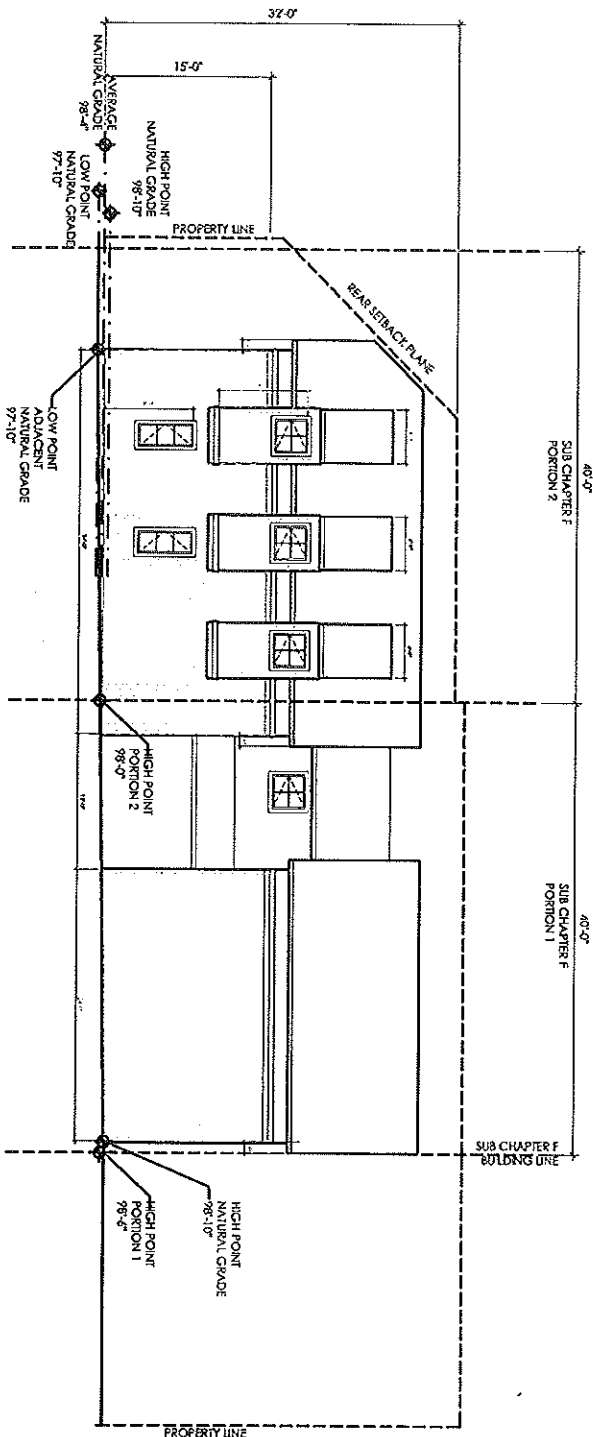 32'-0"
15'-0"
AVERAGE
NATURAL GRADE
98'-4"
HIGH POINT
NATURAL GRADE
98'-10"
LOW POINT
NATURAL GRADE
97'-10"
PROPERTY LINE
REAR SETBACK PLANE
40'-0"
SUB CHAPTER F
PORTION 2
LOW POINT
ADJACENT
NATURAL GRADE
97'-10"
HIGH POINT
PORTION 2
98'-0"
40'-0"
SUB CHAPTER F
PORTION 1
SUB CHAPTER F
BUILDING LINE
HIGH POINT
NATURAL GRADE
98'-10"
HIGH POINT
PORTION 1
98'-6"
PROPERTY LINE